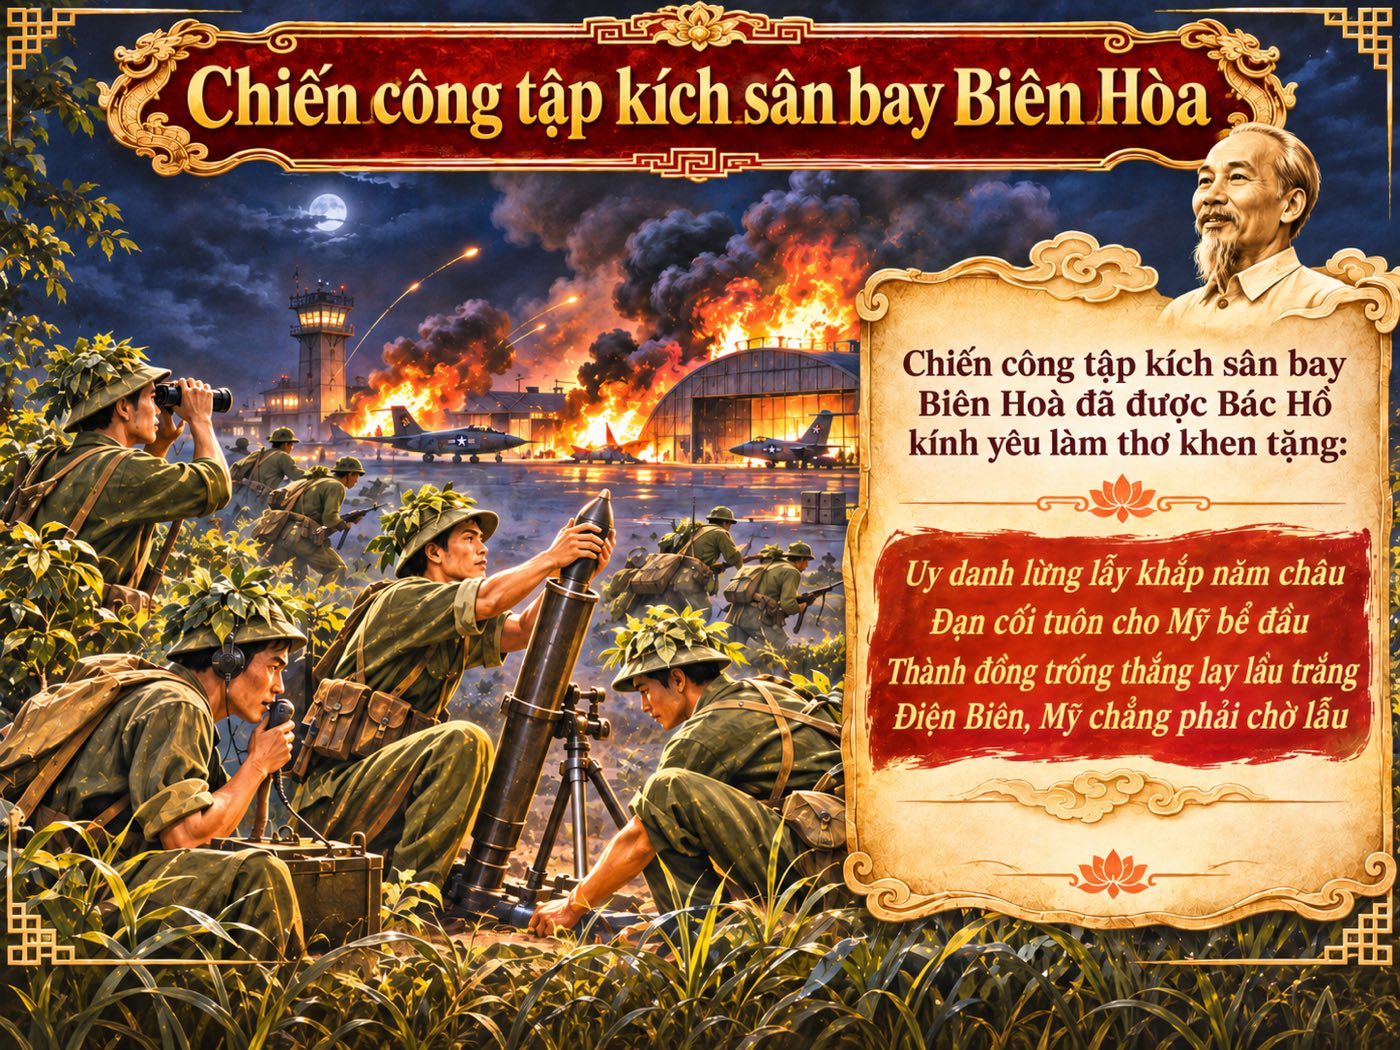 Chiến công tập kích sân bay Biên Hòa
Chiến công tập kích sân bay
Biên Hoà đã được Bác Hồ
kính yêu làm thơ khen tặng:
Uy danh lừng lẫy khắp năm châu
Đạn cối tuôn cho Mỹ bể đầu
Thành đồng trống thắng lay lầu trắng
Điện Biên, Mỹ chẳng phải chờ lẫu